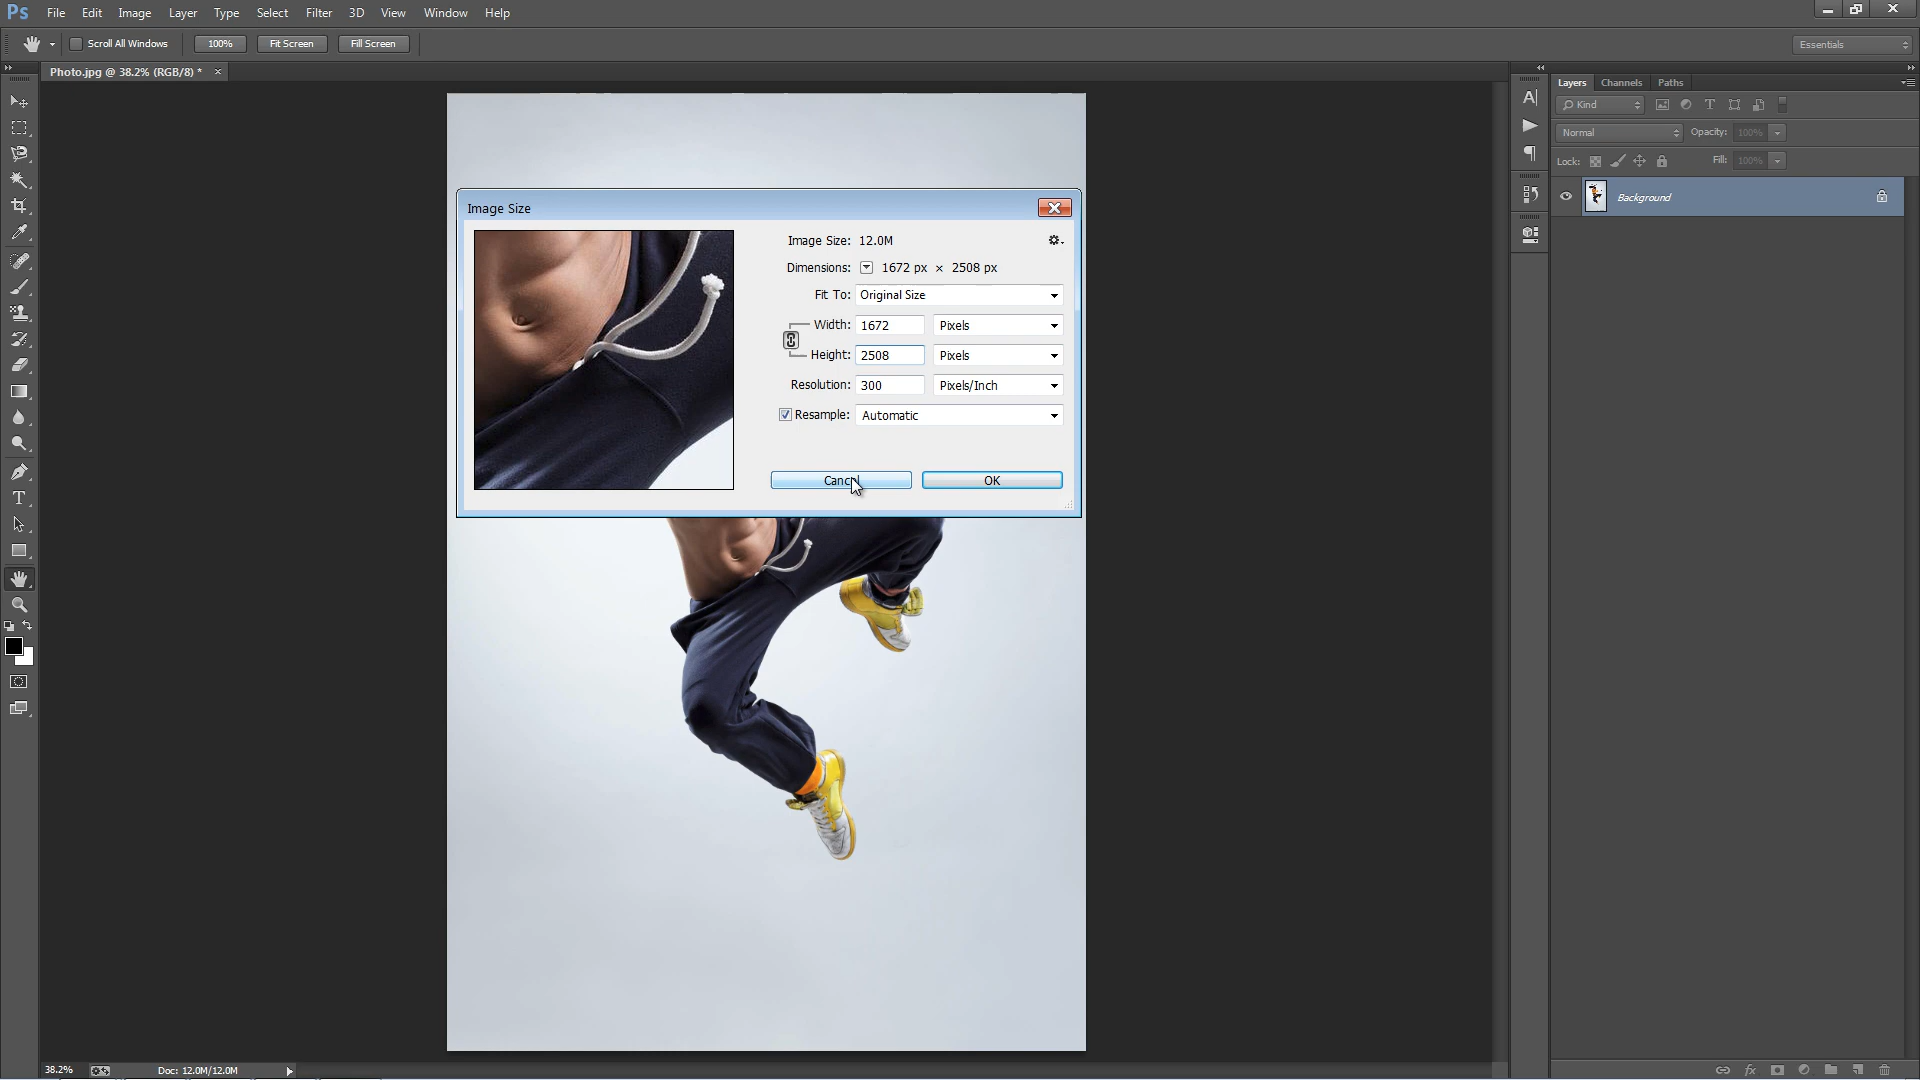 Ps File Edit Image Layer Type Select Filter 3D View Window Help
Scroll All Windows 100% Fit Screen Fill Screen Essentials
Photo.jpg @ 38.2% (RGB/8) * ×
Layers Channels Paths
Kind
Normal Opacity: 100%
Lock: Fill: 100%
Background
Image Size
Image Size: 12.0M
Dimensions: 1672 px × 2508 px
Fit To: Original Size
Width: 1672 Pixels
Height: 2508 Pixels
Resolution: 300 Pixels/Inch
Resample: Automatic
Cancel OK
38.2% Doc: 12.0M/12.0M